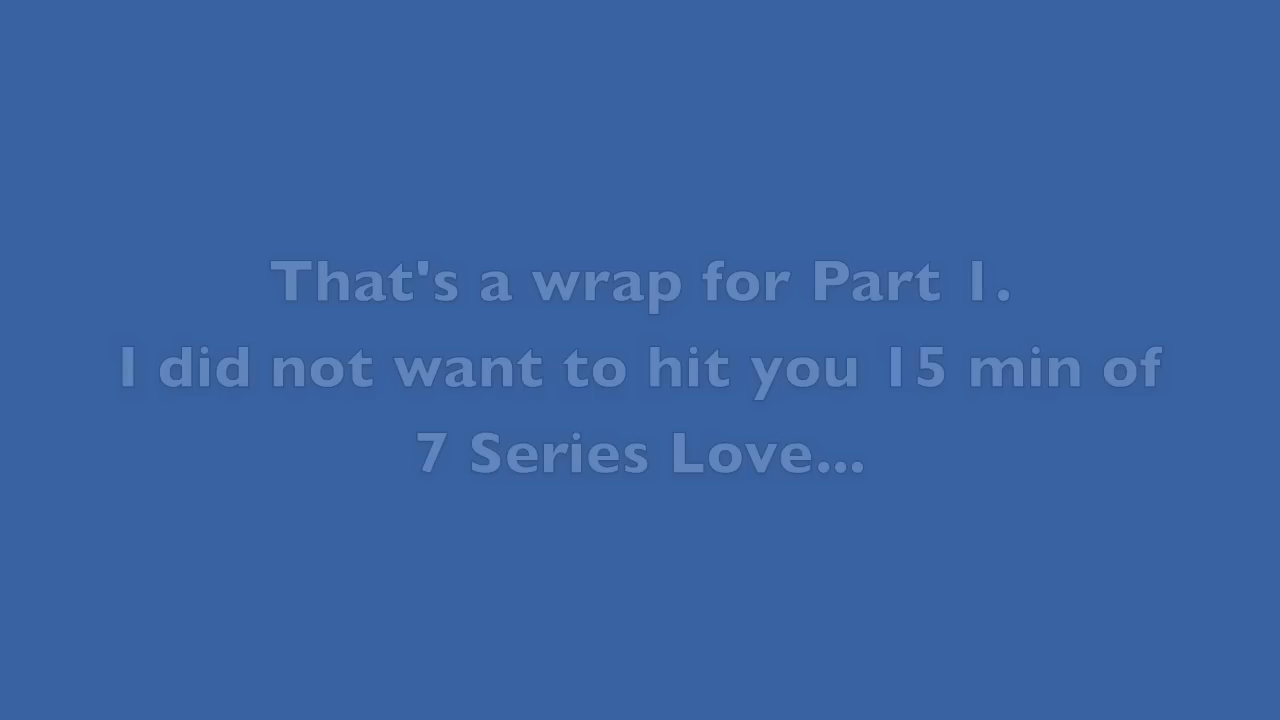 That's a wrap for Part 1.
I did not want to hit you 15 min of
7 Series Love...